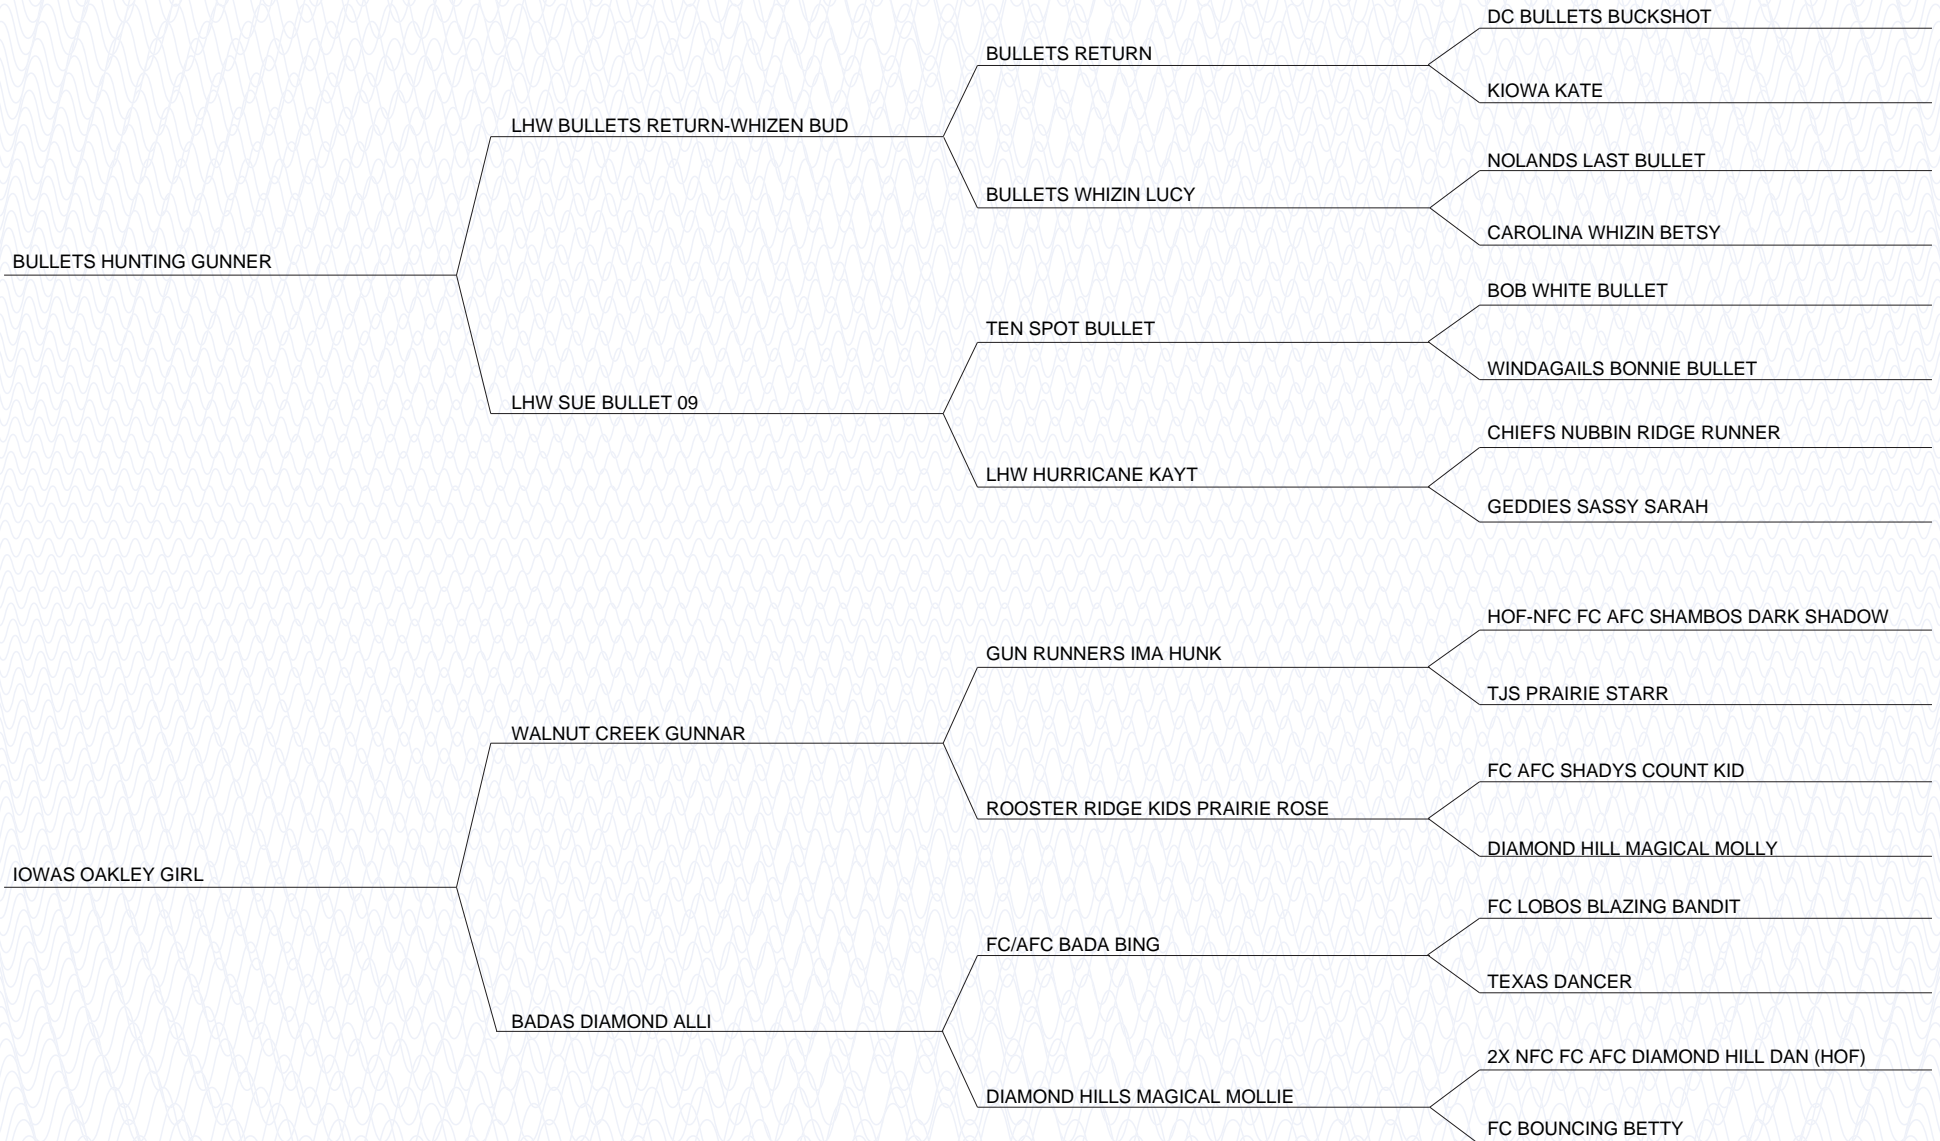 DC BULLETS BUCKSHOT
BULLETS RETURN
KIOWA KATE
LHW BULLETS RETURN-WHIZEN BUD
NOLANDS LAST BULLET
BULLETS WHIZIN LUCY
CAROLINA WHIZIN BETSY
BULLETS HUNTING GUNNER
BOB WHITE BULLET
TEN SPOT BULLET
WINDAGAILS BONNIE BULLET
LHW SUE BULLET 09
CHIEFS NUBBIN RIDGE RUNNER
LHW HURRICANE KAYT
GEDDIES SASSY SARAH
HOF-NFC FC AFC SHAMBOS DARK SHADOW
GUN RUNNERS IMA HUNK
TJS PRAIRIE STARR
WALNUT CREEK GUNNAR
FC AFC SHADYS COUNT KID
ROOSTER RIDGE KIDS PRAIRIE ROSE
DIAMOND HILL MAGICAL MOLLY
IOWAS OAKLEY GIRL
FC LOBOS BLAZING BANDIT
FC/AFC BADA BING
TEXAS DANCER
BADAS DIAMOND ALLI
2X NFC FC AFC DIAMOND HILL DAN (HOF)
DIAMOND HILLS MAGICAL MOLLIE
FC BOUNCING BETTY